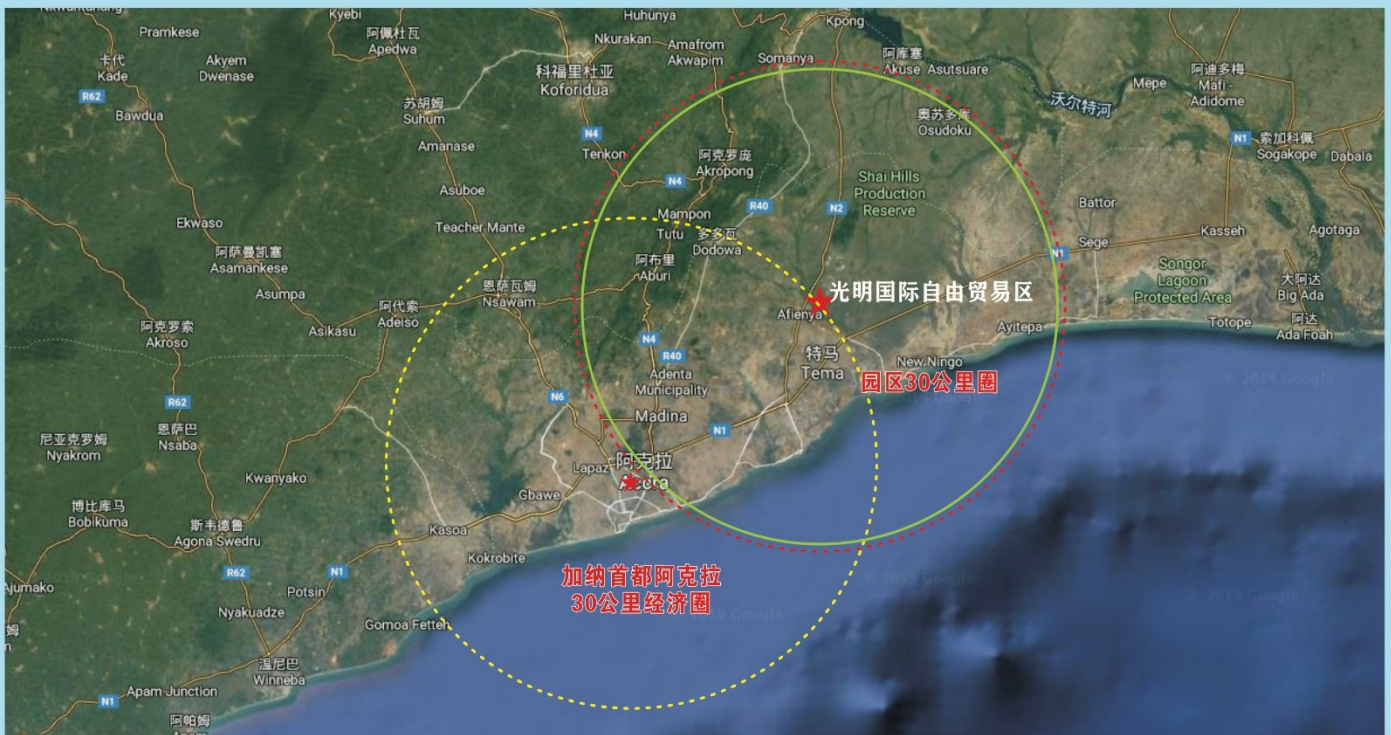 Kyebi
Huhunya
Kpong
Pramkese
阿帕杜瓦
Apedwa
Nkurakan
Amafrom
Akwapim
Somanya
阿库塞
Akuse
Asutsuare
卡代
Kade
Akyem
Dwenase
科福里杜亚
Koforidua
Mepe
阿迪多梅
Mafi -
Adidome
R62
Bawdua
苏胡姆
Suhum
沃尔特河
奥苏多库
Osudoku
N4
Tenkon
N1
索加科佩
Sogakope
Dabala
Amanase
阿克罗庞
Akropong
N4
Asuboe
Shai Hills
Production
Reserve
R40
N2
Battor
Ekwaso
Teacher Mante
Mampon
Tutu
多多瓦
Dodowa
Sege
Kasseh
Agotaga
阿萨曼凯塞
Asamankese
阿布里
Aburi
N1
Songor
Lagoon
Protected Area
大阿达
Big Ada
Asumpa
恩萨瓦姆
Nsawam
光明国际自由贸易区
Afienya
阿代索
Adeiso
阿克罗索
Akroso
Asikasu
Ayitepa
Totope
阿达
Ada Foah
N4
R40
特马
Tema
New Ningo
Adenta
Municipality
园区30公里圈
© 2019 Google
R62
N6
Madina
N1
尼亚克罗姆
Nyakrom
恩萨巴
Nsaba
Lapaz
阿克拉
Accra
Kwanyako
Gbawe
博比库马
Bobikuma
斯韦德鲁
Agona Swedru
Kasoa
Kokrobite
R62
N1
加纳首都阿克拉
30公里经济圈
© 2019 Google
Ajumako
Potsin
Nyakuadze
2019 Google
Google
姆
Gomoa Fetteh
温尼巴
Winneba
N1
Apam Junction
阿帕姆